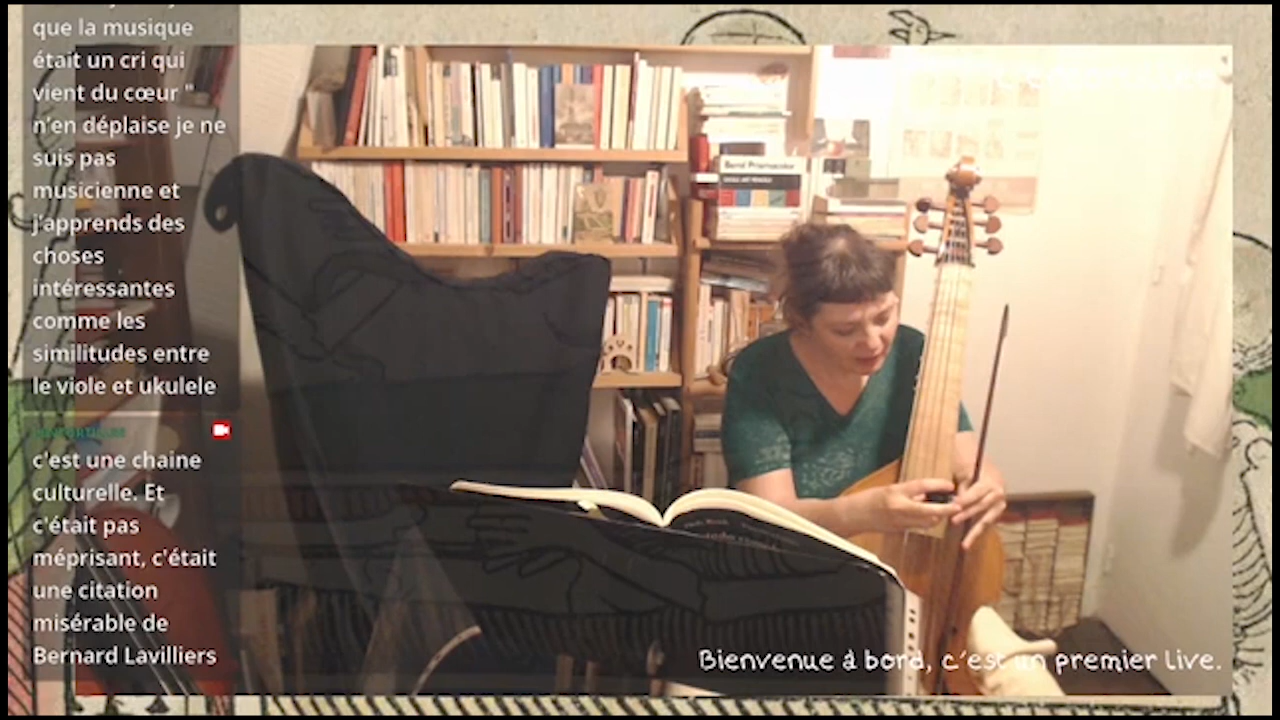 que la musique
était un cri qui
vient du cœur "
n'en déplaise je ne
suis pas
musicienne et
j'apprends des
choses
intéressantes
comme les
similitudes entre
le viole et ukulele
c'est une chaine
culturelle. Et
c'était pas
méprisant, c'était
une citation
misérable de
Bernard Lavilliers
Bienvenue à bord, c'est un premier live.